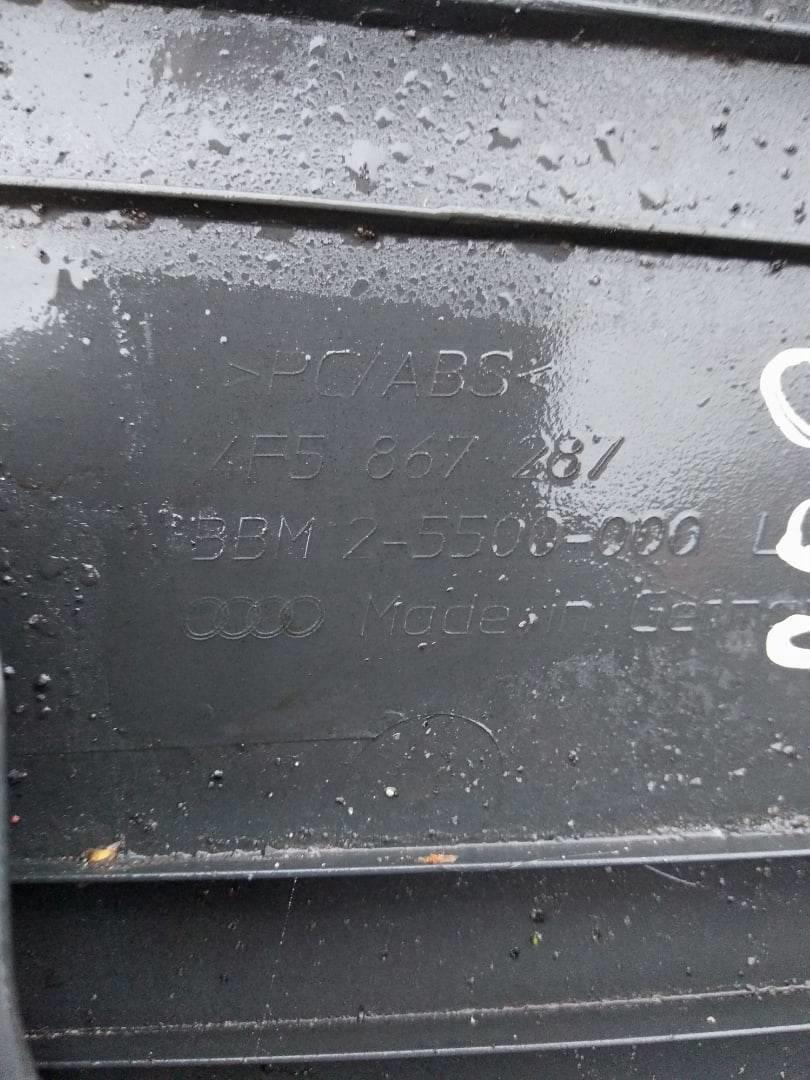 >PC/ABS<
4F5 867 287
BBM 2-5500-000
Made in